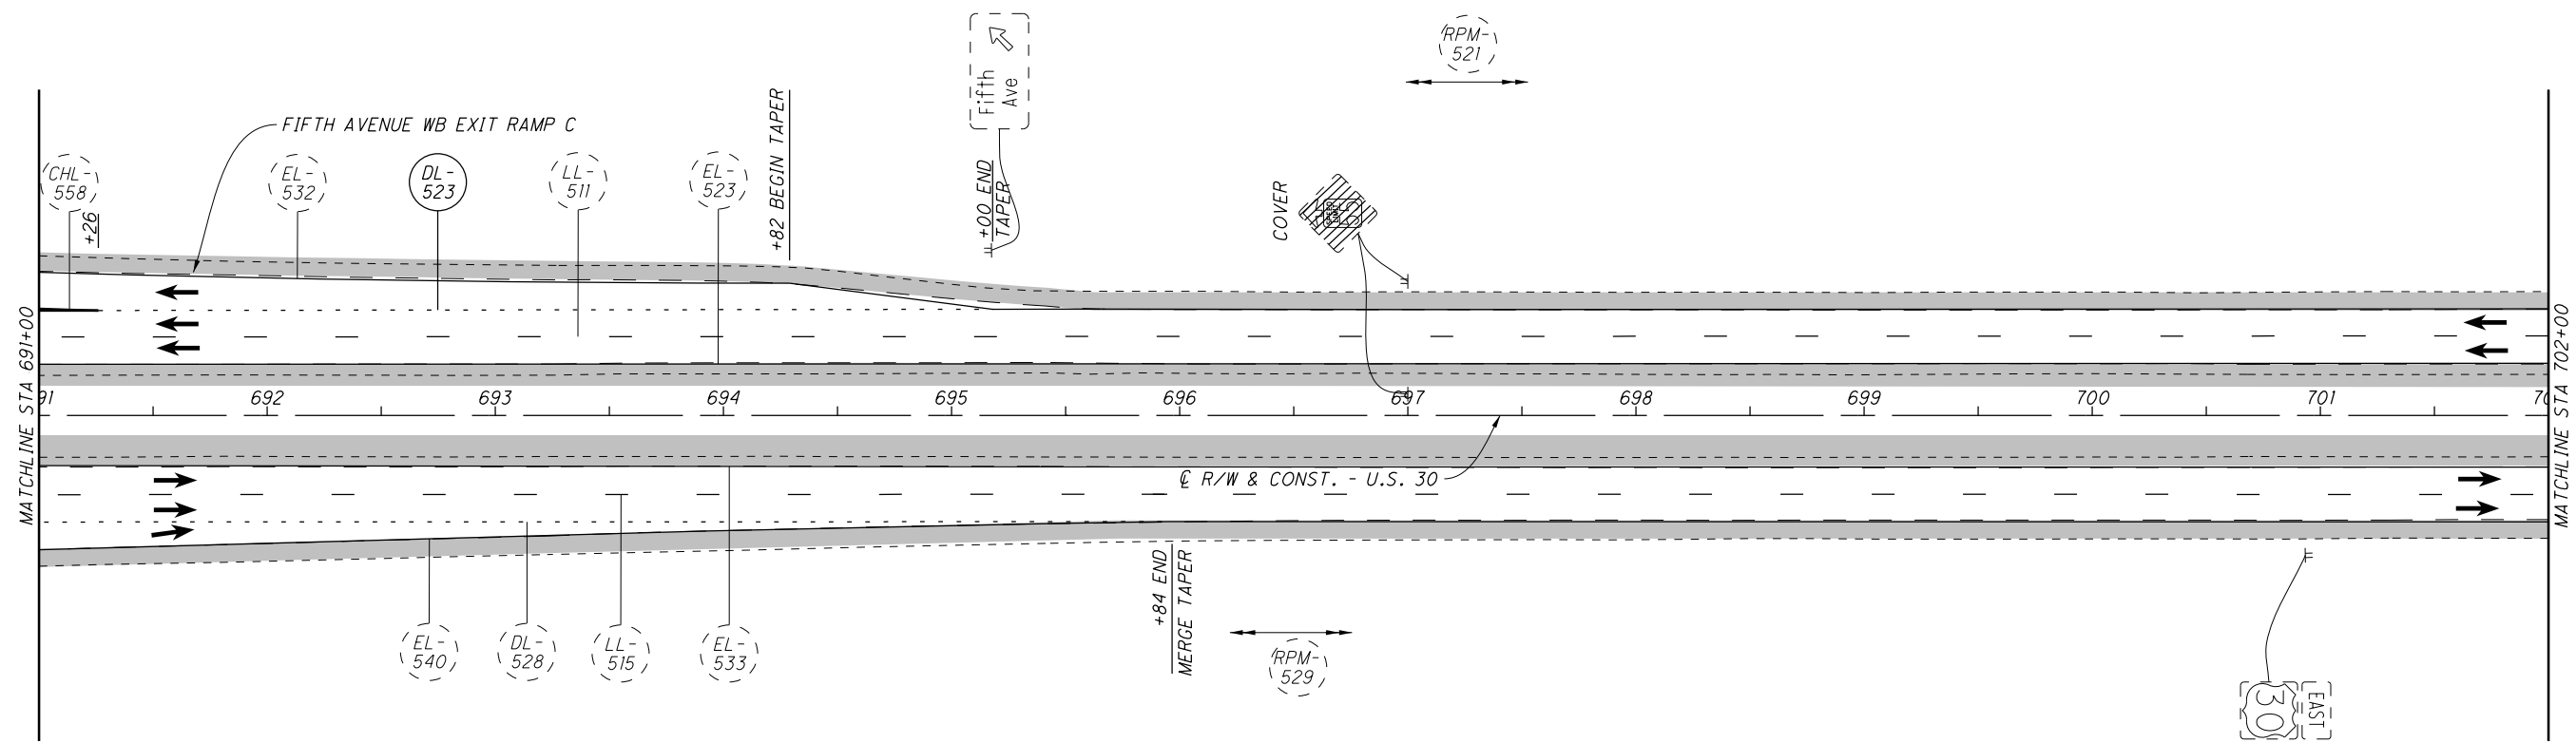 RPM-
521
Fifth
Ave
FIFTH AVENUE WB EXIT RAMP C
CHL-
558
+26
EL-
532
DL-
523
LL-
511
EL-
523
+82 BEGIN TAPER
+00 END
TAPER
COVER
65
MATCHLINE STA 691+00
MATCHLINE STA 702+00
91
692
693
694
695
696
697
698
699
700
701
70
℄ R/W & CONST. - U.S. 30
EL-
540
DL-
528
LL-
515
EL-
533
+84 END
MERGE TAPER
RPM-
529
EAST
30